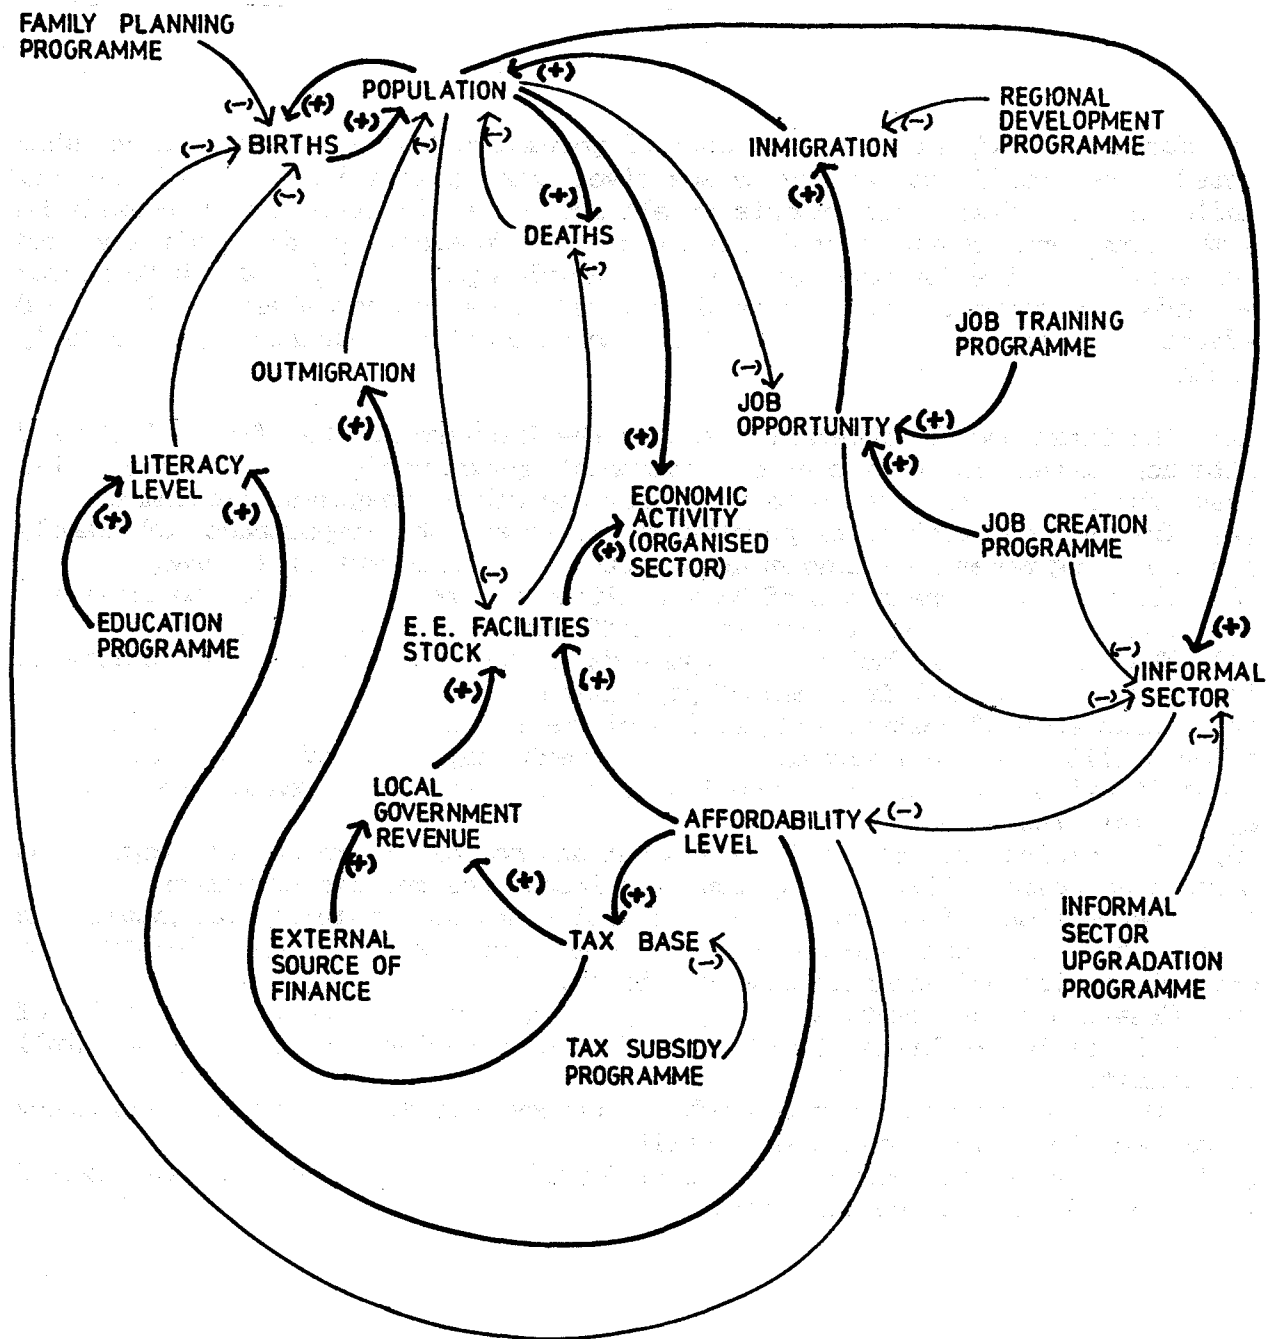 FAMILY PLANNING
PROGRAMME
(-)
(+)
POPULATION
(+)
(-)
BIRTHS
(+)
(-)
(-)
(-)
INMIGRATION
(-)
REGIONAL
DEVELOPMENT
PROGRAMME
(+)
(+)
DEATHS
(-)
(-)
OUTMIGRATION
(+)
JOB TRAINING
PROGRAMME
(-)
JOB
OPPORTUNITY
(+)
(+)
JOB CREATION
PROGRAMME
LITERACY
LEVEL
(+)
(+)
EDUCATION
PROGRAMME
(+)
ECONOMIC
ACTIVITY
(ORGANISED
SECTOR)
(+)
(-)
E.E. FACILITIES
STOCK
(+)
(+)
(+)
(-)
(-)
INFORMAL
SECTOR
(-)
LOCAL
GOVERNMENT
REVENUE
(+)
(+)
AFFORDABILITY
LEVEL
(-)
(+)
EXTERNAL
SOURCE OF
FINANCE
TAX BASE
(-)
INFORMAL
SECTOR
UPGRADATION
PROGRAMME
TAX SUBSIDY
PROGRAMME